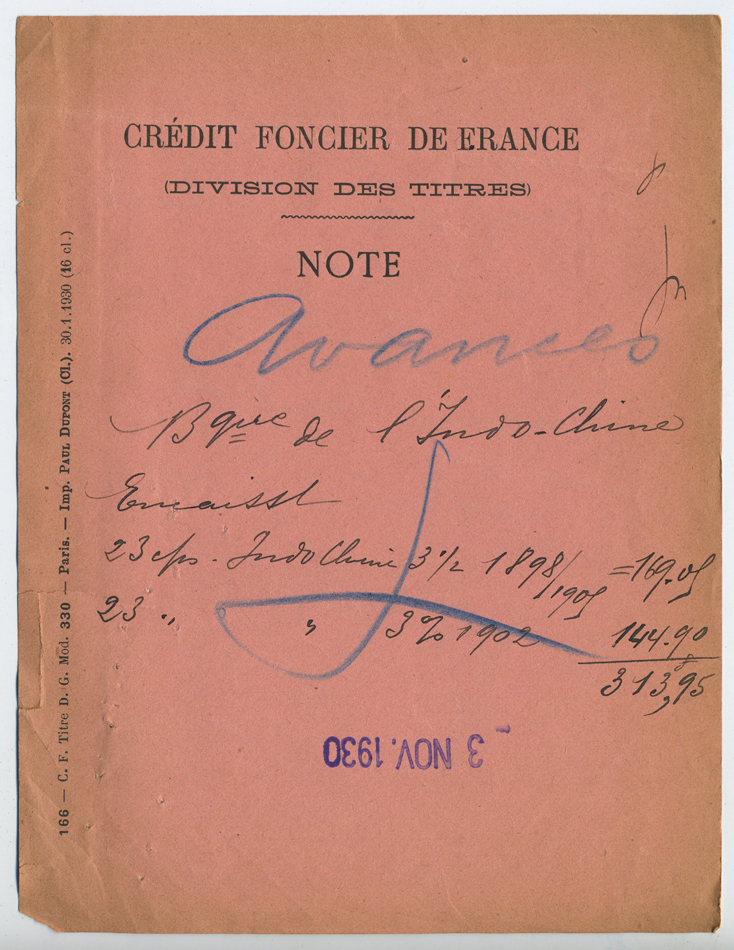 CRÉDIT FONCIER DE FRANCE
(DIVISION DES TITRES)
NOTE
Avances
Bque de l'Indo-Chine
Encaisst
23 cps. Indo Chine 3 ½ 1898/1905 = 169.05
23 " " 3% 1902 144.90
313,95
- 3 NOV. 1930
166 — C. F. Titre D. G. Mod. 330 — Paris. — Imp. PAUL DUPONT (Cl.). 30.1.1930 (16 cl.)